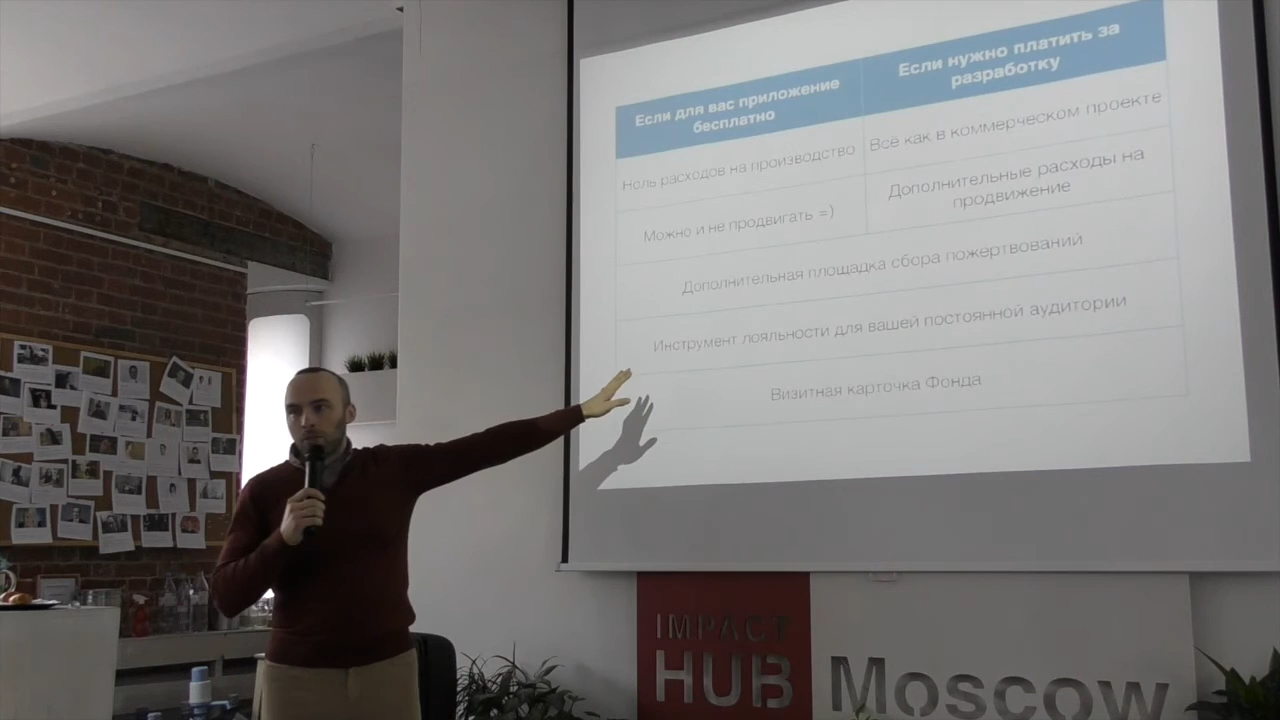 Если для вас приложение
бесплатно
Если нужно платить за
разработку
Ноль расходов на производство
Всё как в коммерческом проекте
Можно и не продвигать =)
Дополнительные расходы на
продвижение
Дополнительная площадка сбора пожертвований
Инструмент лояльности для вашей постоянной аудитории
Визитная карточка Фонда
IMPACT
HUB
Moscow